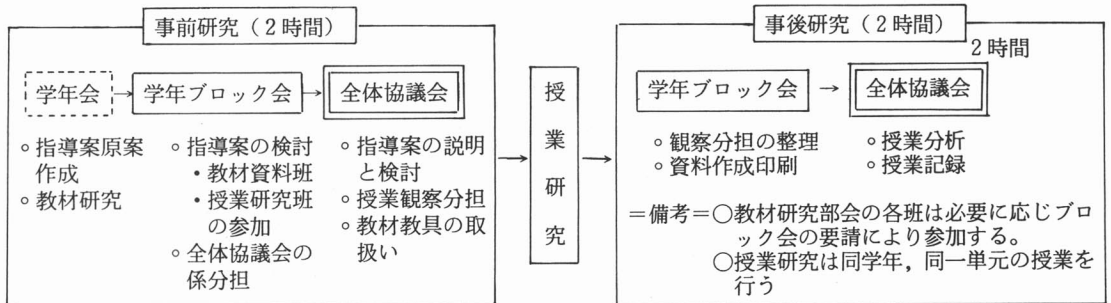 事前研究（2時間）
学年会
→
学年ブロック会
→
全体協議会
∘指導案原案
作成
∘教材研究
∘指導案の検討
・教材資料班
・授業研究班
の参加
∘全体協議会の
係分担
∘指導案の説明
と検討
∘授業観察分担
∘教材教具の取
扱い
→
授業研究
→
事後研究（2時間）
2時間
学年ブロック会
→
全体協議会
∘観察分担の整理
∘資料作成印刷
∘授業分析
∘授業記録
＝備考＝○教材研究部会の各班は必要に応じブロ
ック会の要請により参加する。
○授業研究は同学年，同一単元の授業を
行う